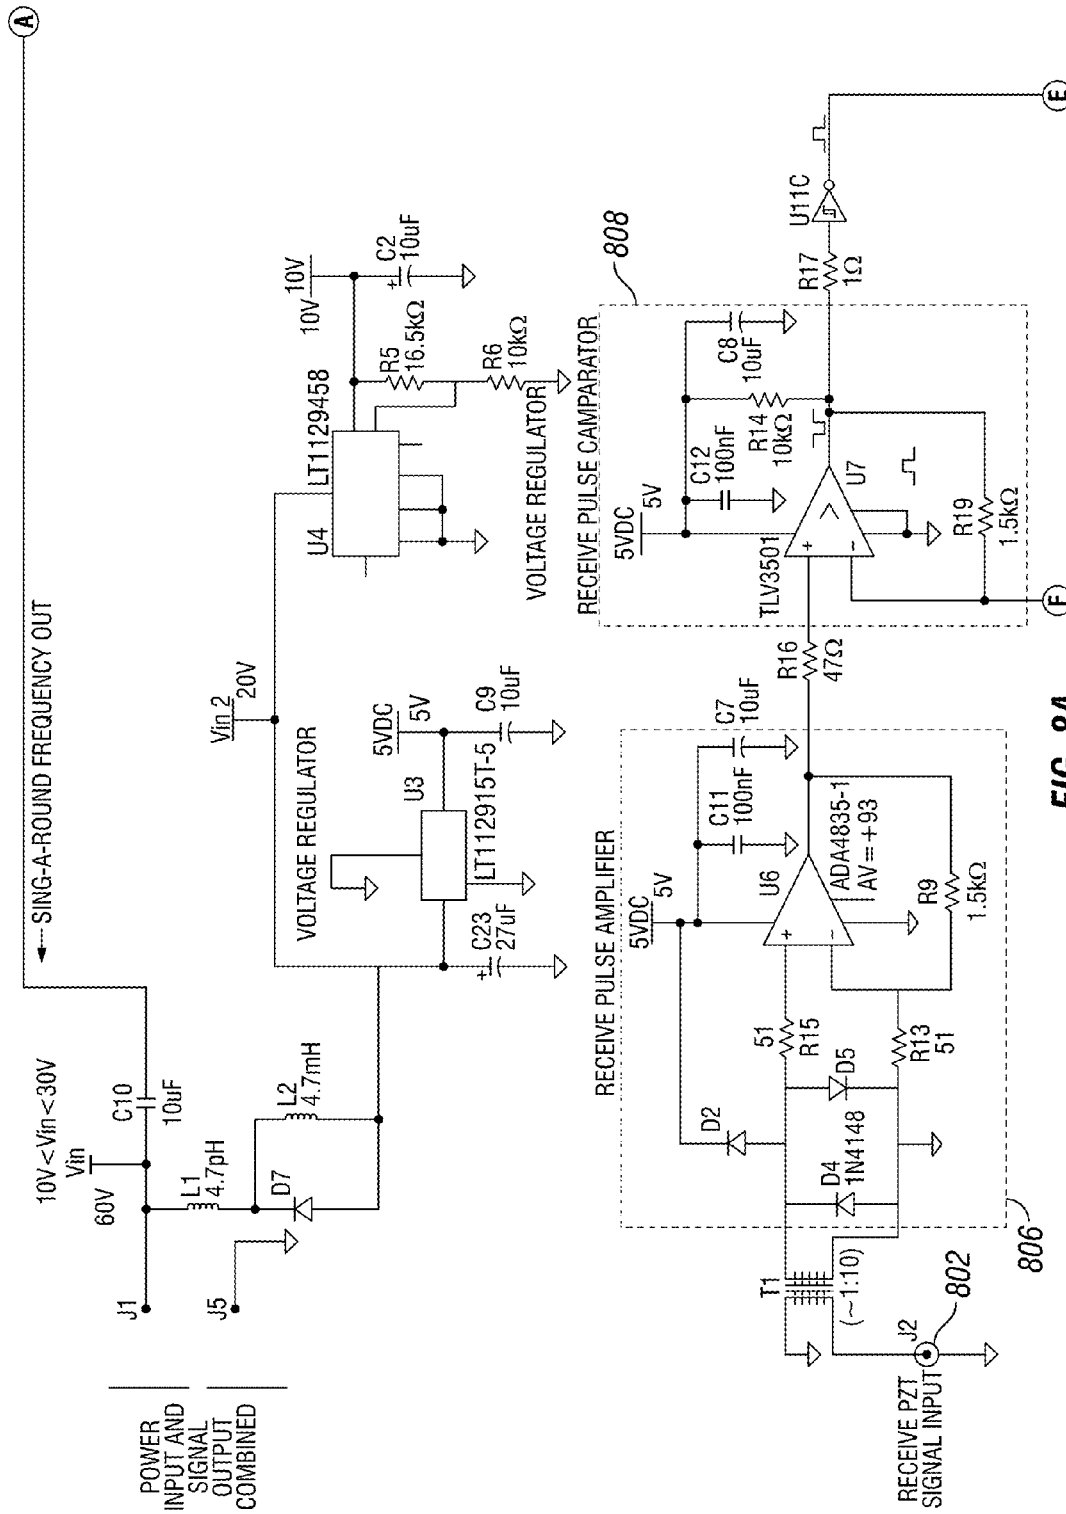 A
SING-A-ROUND FREQUENCY OUT
POWER
INPUT AND
SIGNAL
OUTPUT
COMBINED
J1
J5
10V<Vin<30V
Vin
60V
C10
10uF
L1
4.7pH
D7
L2
4.7mH
Vin 2
20V
VOLTAGE REGULATOR
C23
27uF
U3
LT112915T-5
5VDC
5V
C9
10uF
U4
LT1129458
10V
10V
C2
10uF
R5
16.5kΩ
R6
10kΩ
VOLTAGE REGULATOR
RECEIVE PZT
SIGNAL INPUT
J2
802
T1
(~1:10)
806
RECEIVE PULSE AMPLIFIER
D2
D4
1N4148
D5
51
R15
R13
51
5VDC
5V
U6
+
−
C11
100nF
C7
10uF
ADA4835-1
AV=+93
R9
1.5kΩ
R16
47Ω
RECEIVE PULSE CAMPARATOR
808
5VDC
5V
TLV3501
+
−
U7
C12
100nF
R14
10kΩ
C8
10uF
R19
1.5kΩ
R17
1Ω
U11C
E
F
FIG. 8A